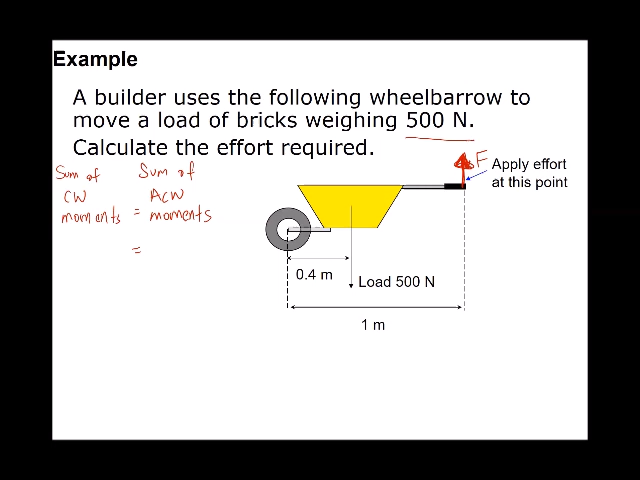 Example
A builder uses the following wheelbarrow to
move a load of bricks weighing 500 N.
Calculate the effort required.
F
Apply effort
at this point
Sum of Sum of
CW ACW
moments = moments
=
0.4 m
Load 500 N
1 m